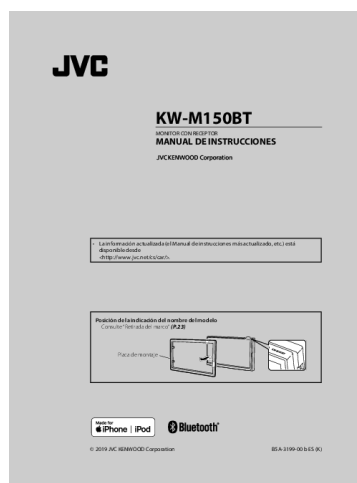 JVC
KW-M150BT
MONITOR CON RECEPTOR
MANUAL DE INSTRUCCIONES
JVCKENWOOD Corporation
• La información actualizada (el Manual de instrucciones más actualizado, etc.) está
disponible desde
<http://www.jvc.net/cs/car/>.
Posición de la indicación del nombre del modelo
Consulte "Retirada del marco" (P.23)
Placa de montaje
Made for
iPhone | iPod
Bluetooth®
© 2019 JVC KENWOOD Corporation
B5A-3199-00 b ES (K)